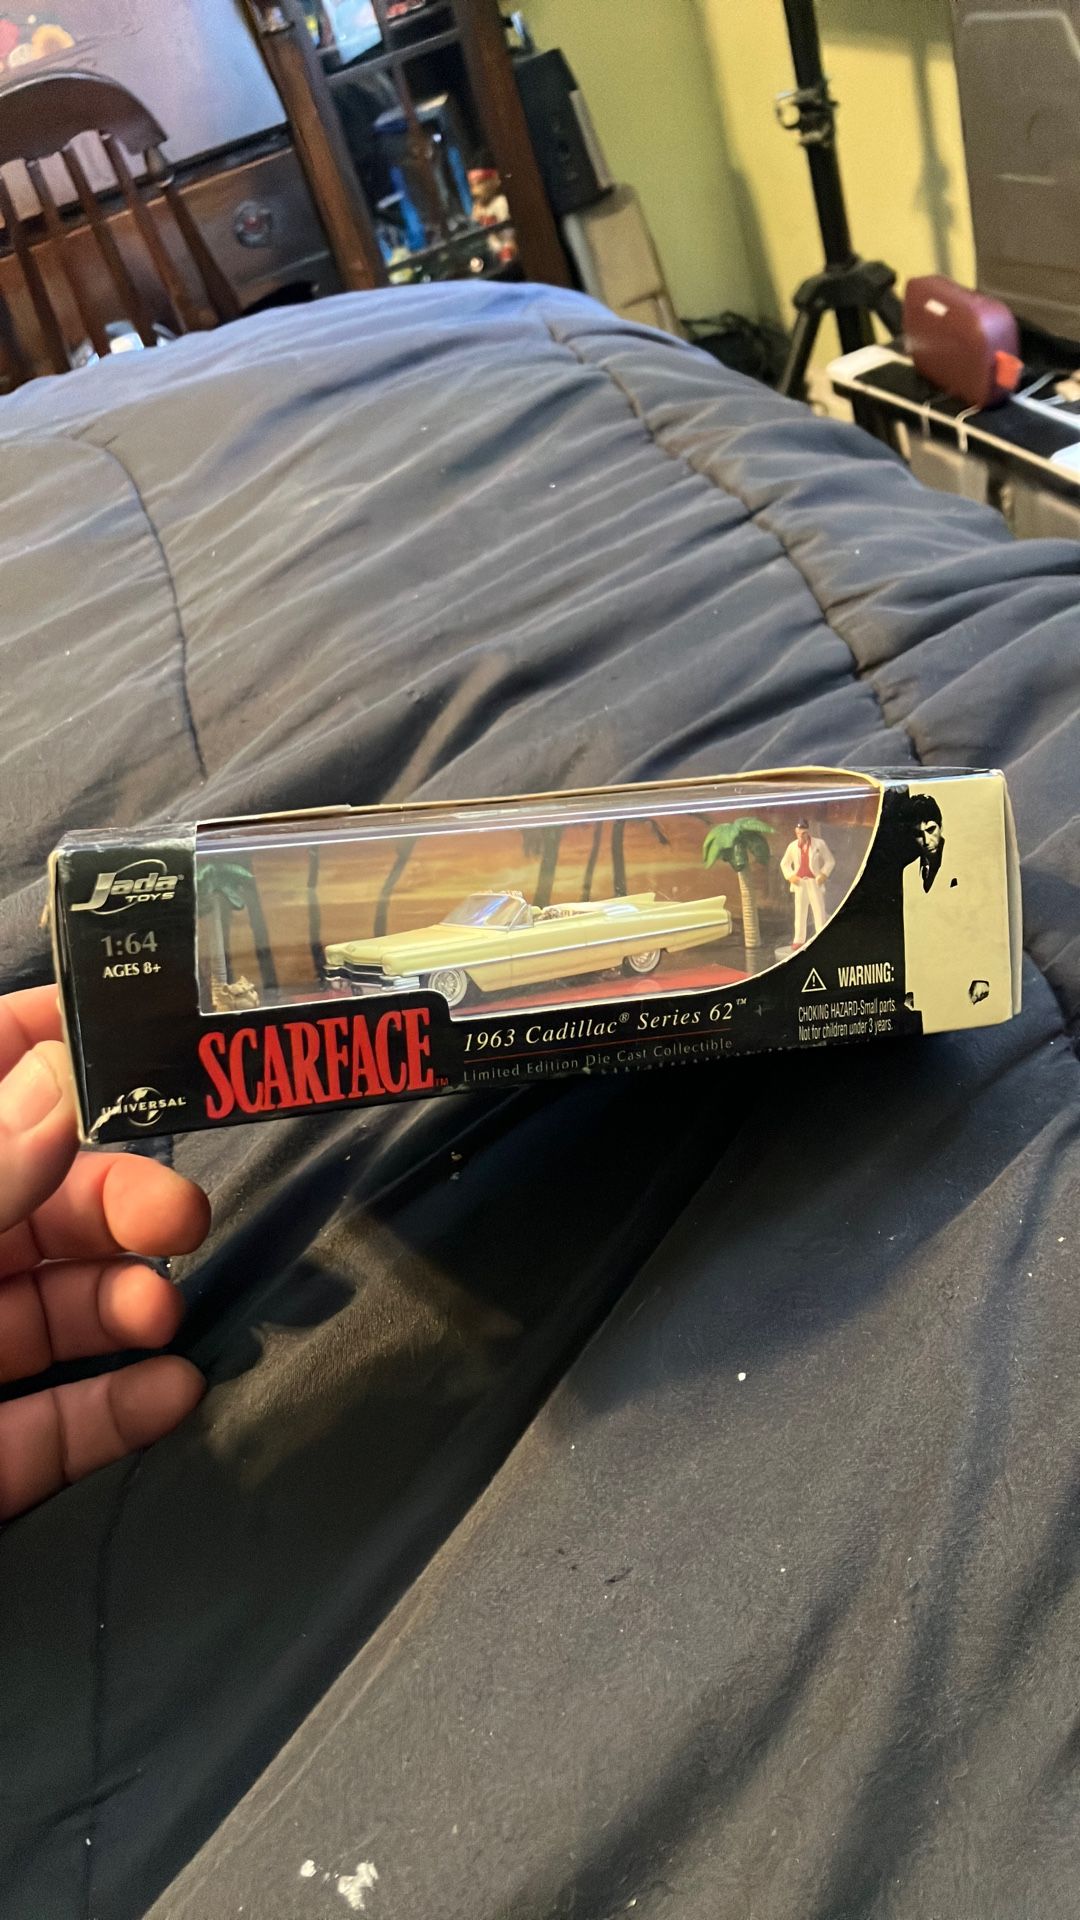 Jada®
TOYS
1:64
AGES 8+
UNIVERSAL
SCARFACE™
1963 Cadillac® Series 62™
Limited Edition Die Cast Collectible
WARNING:
CHOKING HAZARD-Small parts.
Not for children under 3 years.